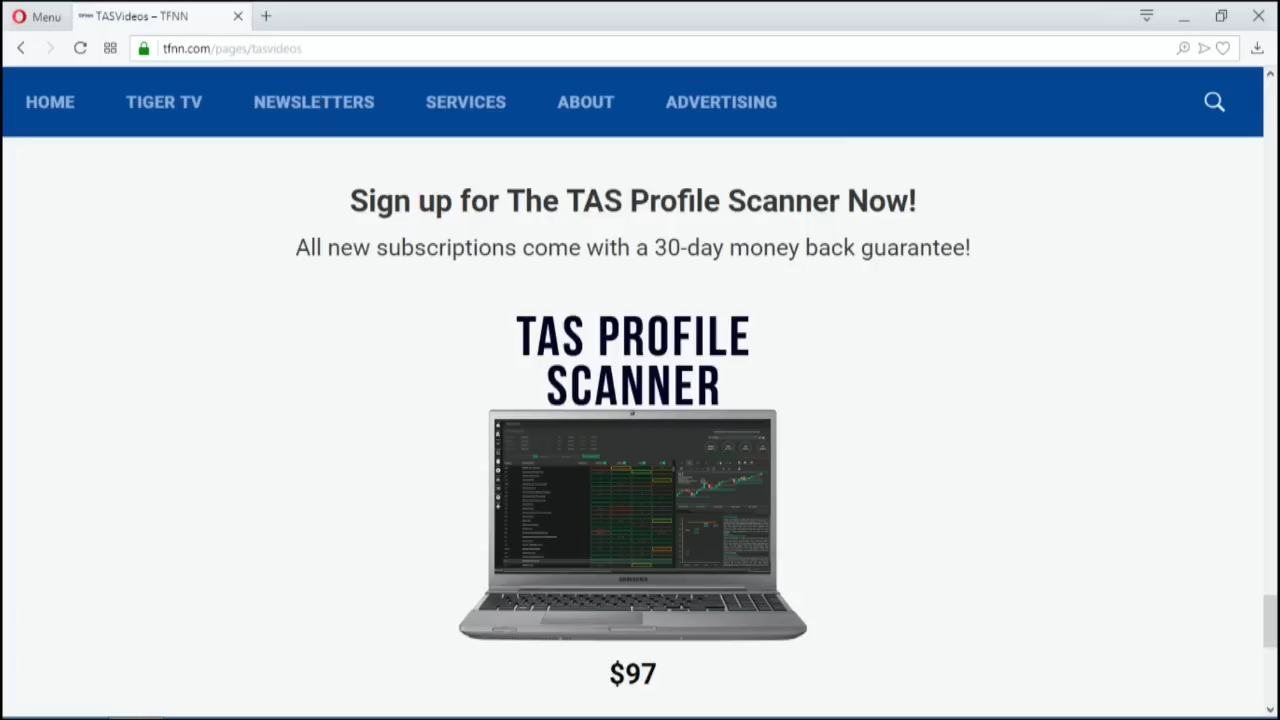 Menu
TFNN TASVideos – TFNN
tfnn.com/pages/tasvideos
HOME TIGER TV NEWSLETTERS SERVICES ABOUT ADVERTISING
Sign up for The TAS Profile Scanner Now!
All new subscriptions come with a 30-day money back guarantee!
TAS PROFILE
SCANNER
SAMSUNG
$97